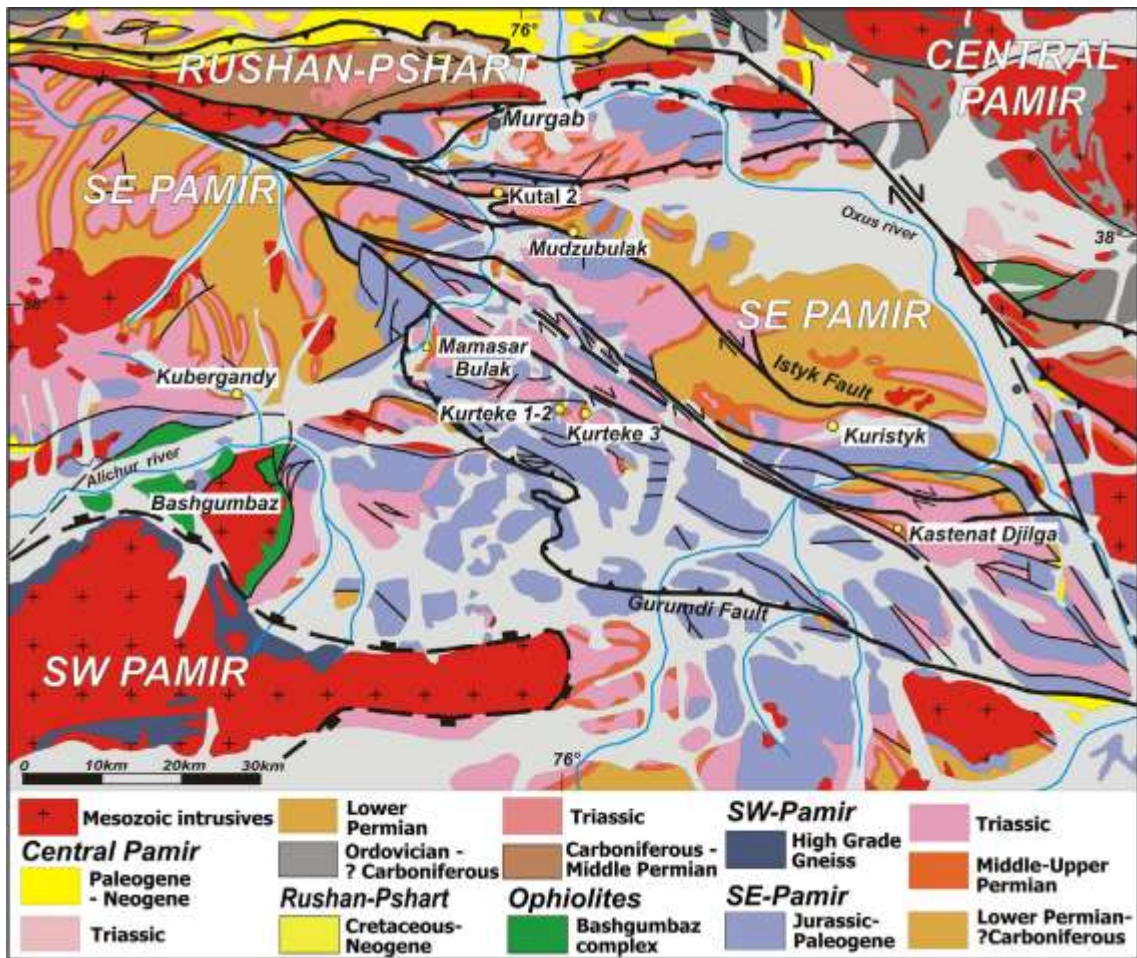 76°
RUSHAN-PSHART
CENTRAL
PAMIR
Murgab
SE PAMIR
Kutal 2
Oxus river
Mudzubulak
38°
38°
SE PAMIR
Mamasar
Bulak
Istyk Fault
Kubergandy
Kurteke 1-2
Kurteke 3
Kuristyk
Alichur river
Bashgumbaz
Kastenat Djilga
Gurumdi Fault
SW PAMIR
76°
0 10km 20km 30km
Mesozoic intrusives
Central Pamir
Paleogene
- Neogene
Triassic
Lower
Permian
Ordovician -
? Carboniferous
Rushan-Pshart
Cretaceous-
Neogene
Triassic
Carboniferous -
Middle Permian
Ophiolites
Bashgumbaz
complex
SW-Pamir
High Grade
Gneiss
SE-Pamir
Jurassic-
Paleogene
Triassic
Middle-Upper
Permian
Lower Permian-
?Carboniferous